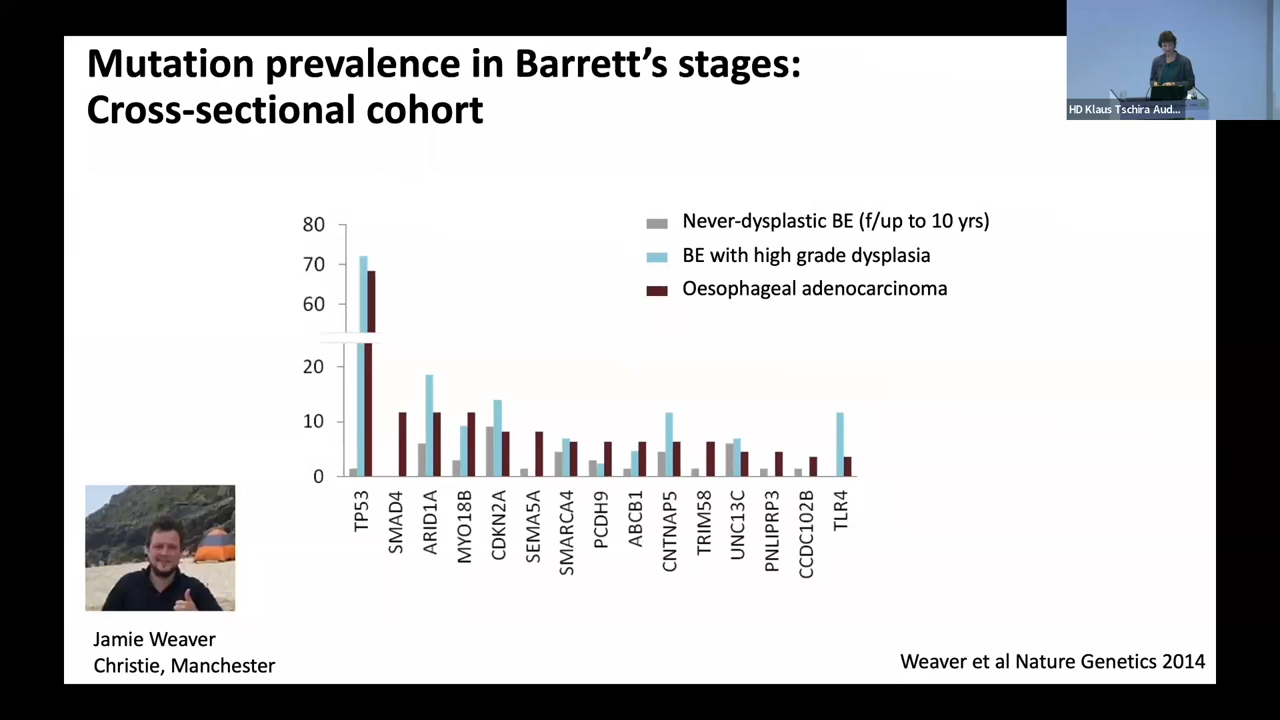 Mutation prevalence in Barrett’s stages:
Cross-sectional cohort
HD Klaus Tschira Aud...
Never-dysplastic BE (f/up to 10 yrs)
BE with high grade dysplasia
Oesophageal adenocarcinoma
80
70
60
20
10
0
TP53
SMAD4
ARID1A
MYO18B
CDKN2A
SEMA5A
SMARCA4
PCDH9
ABCB1
CNTNAP5
TRIM58
UNC13C
PNLIPRP3
CCDC102B
TLR4
Jamie Weaver
Christie, Manchester
Weaver et al Nature Genetics 2014